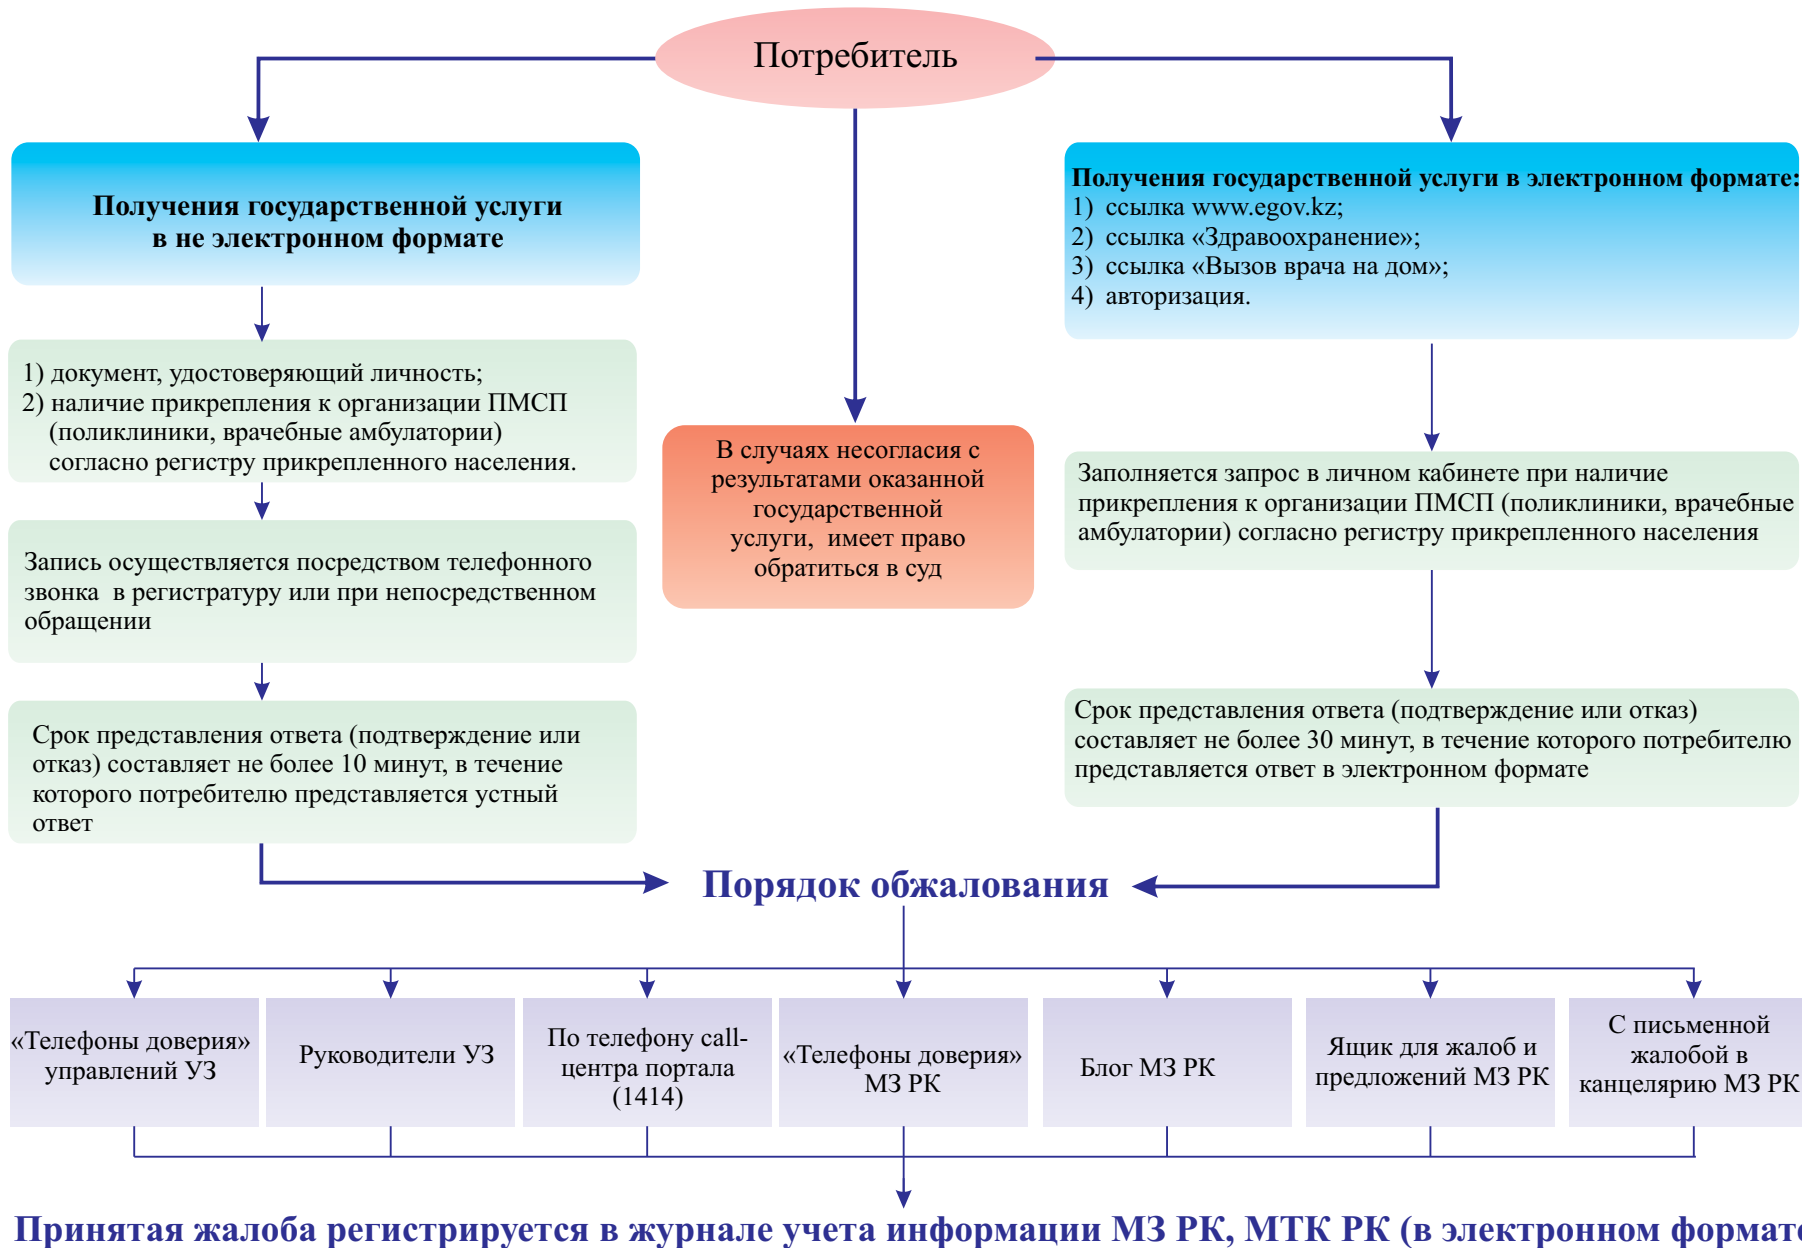 Потребитель
Получения государственной услуги
в не электронном формате
1) документ, удостоверяющий личность;
2) наличие прикрепления к организации ПМСП
(поликлиники, врачебные амбулатории)
согласно регистру прикрепленного населения.
Запись осуществляется посредством телефонного
звонка в регистратуру или при непосредственном
обращении
Срок представления ответа (подтверждение или
отказ) составляет не более 10 минут, в течение
которого потребителю представляется устный
ответ
В случаях несогласия с
результатами оказанной
государственной
услуги, имеет право
обратиться в суд
Получения государственной услуги в электронном формате:
1) ссылка www.egov.kz;
2) ссылка «Здравоохранение»;
3) ссылка «Вызов врача на дом»;
4) авторизация.
Заполняется запрос в личном кабинете при наличие
прикрепления к организации ПМСП (поликлиники, врачебные
амбулатории) согласно регистру прикрепленного населения
Срок представления ответа (подтверждение или отказ)
составляет не более 30 минут, в течение которого потребителю
представляется ответ в электронном формате
Порядок обжалования
«Телефоны доверия»
управлений УЗ
Руководители УЗ
По телефону call-
центра портала
(1414)
«Телефоны доверия»
МЗ РК
Блог МЗ РК
Ящик для жалоб и
предложений МЗ РК
С письменной
жалобой в
канцелярию МЗ РК
Принятая жалоба регистрируется в журнале учета информации МЗ РК, МТК РК (в электронном формате